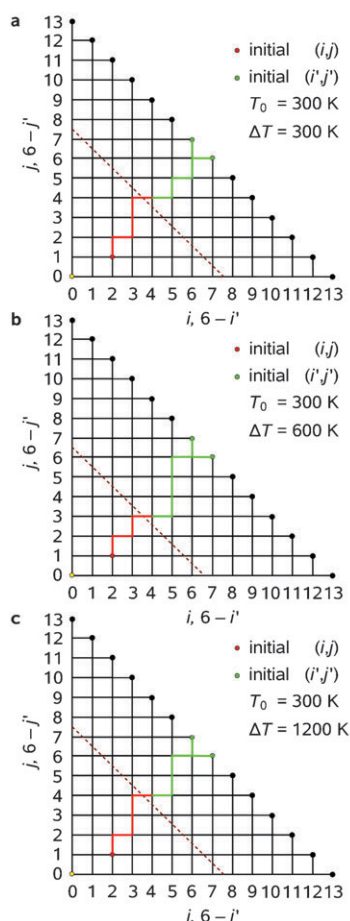 a
13
12
11
10
9
8
7
6
5
4
3
2
1
0
j, 6 – j'
initial (i,j)
initial (i',j')
T₀ = 300 K
ΔT = 300 K
0 1 2 3 4 5 6 7 8 9 10 11 12 13
i, 6 – i'
b
13
12
11
10
9
8
7
6
5
4
3
2
1
0
j, 6 – j'
initial (i,j)
initial (i',j')
T₀ = 300 K
ΔT = 600 K
0 1 2 3 4 5 6 7 8 9 10 11 12 13
i, 6 – i'
c
13
12
11
10
9
8
7
6
5
4
3
2
1
0
j, 6 – j'
initial (i,j)
initial (i',j')
T₀ = 300 K
ΔT = 1200 K
0 1 2 3 4 5 6 7 8 9 10 11 12 13
i, 6 – i'